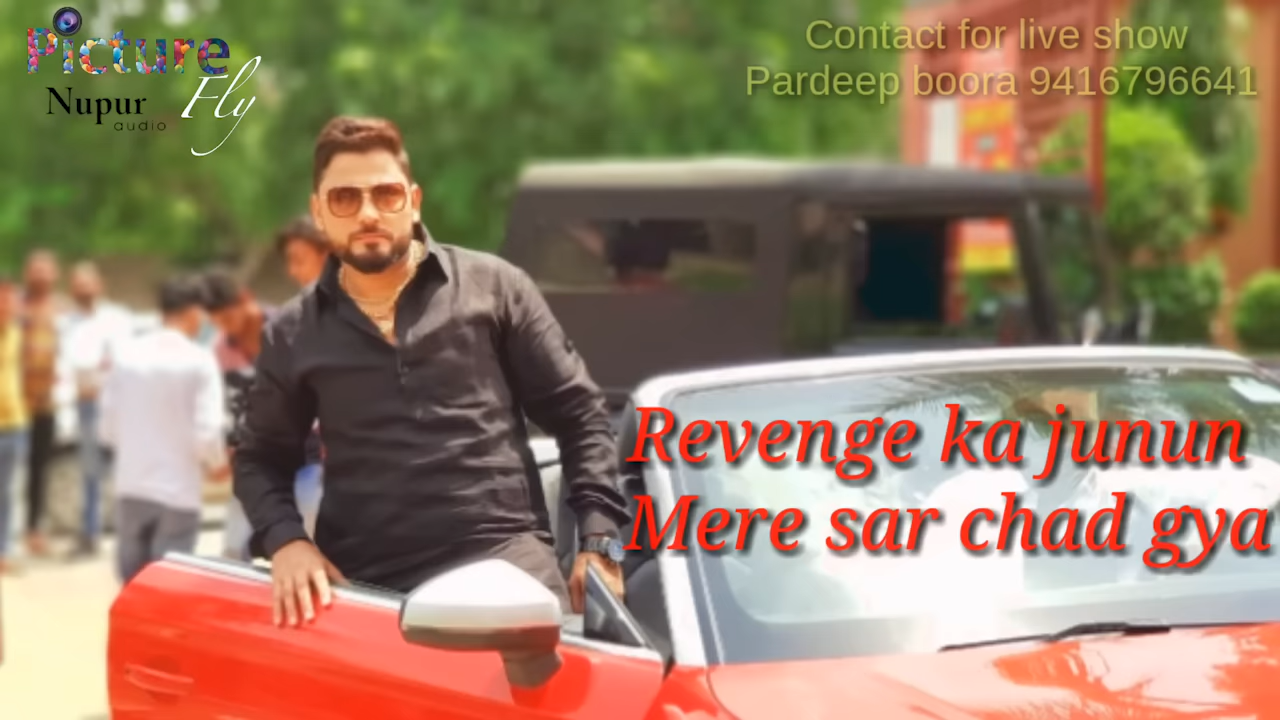 Picture
Fly
Nupur
audio
Contact for live show
Pardeep boora 9416796641
Revenge ka junun
Mere sar chad gya